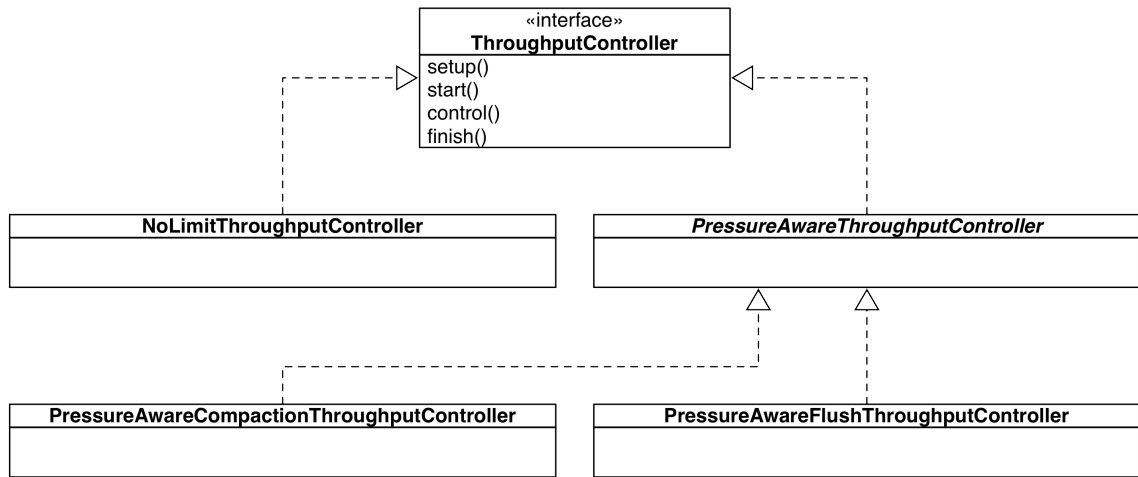 «interface»
ThroughputController
setup()
start()
control()
finish()
NoLimitThroughputController
PressureAwareThroughputController
PressureAwareCompactionThroughputController
PressureAwareFlushThroughputController